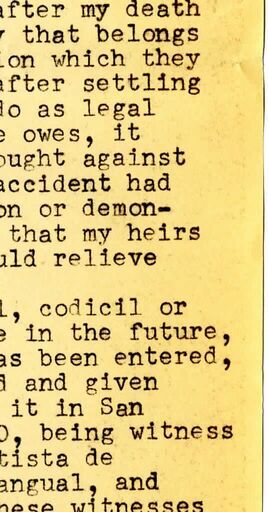 after my death
that belongs
ion which they
after settling
do as legal
e owes, it
ought against
accident had
on or demon-
that my heirs
uld relieve
l, codicil or
e in the future,
as been entered,
d and given
it in San
O, being witness
tista de
angual, and
hese witnesses